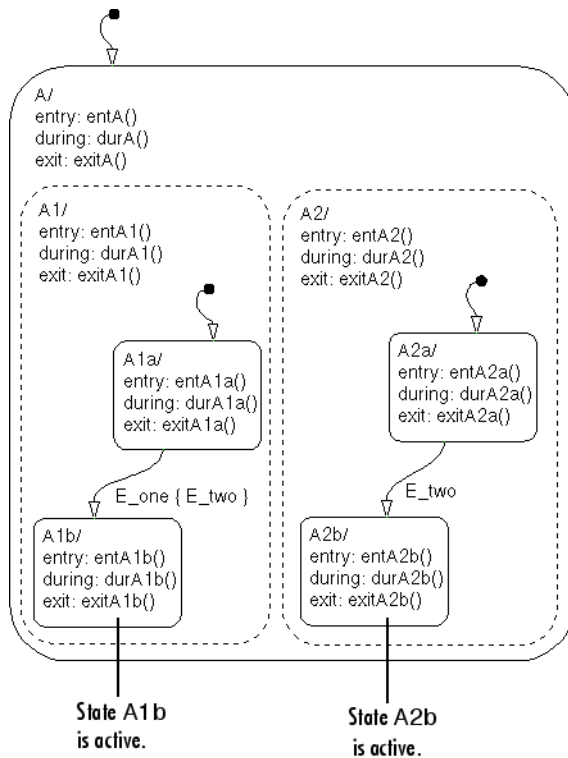 A/
entry: entA()
during: durA()
exit: exitA()
A1/
entry: entA1()
during: durA1()
exit: exitA1()
A2/
entry: entA2()
during: durA2()
exit: exitA2()
A1a/
entry: entA1a()
during: durA1a()
exit: exitA1a()
A2a/
entry: entA2a()
during: durA2a()
exit: exitA2a()
E_one { E_two }
E_two
A1b/
entry: entA1b()
during: durA1b()
exit: exitA1b()
A2b/
entry: entA2b()
during: durA2b()
exit: exitA2b()
State A1b
is active.
State A2b
is active.